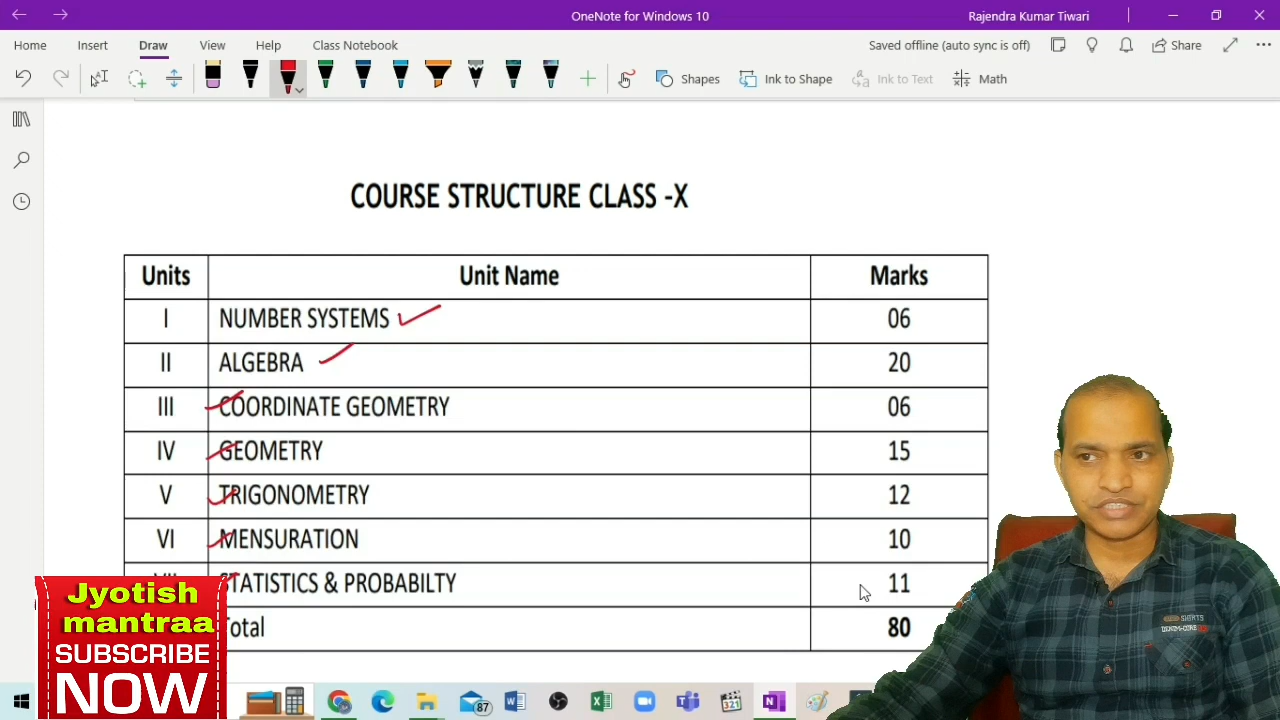 OneNote for Windows 10
Rajendra Kumar Tiwari
Home Insert Draw View Help Class Notebook
Saved offline (auto sync is off) Share
Shapes Ink to Shape Ink to Text Math
COURSE STRUCTURE CLASS -X
Units Unit Name Marks
I NUMBER SYSTEMS 06
II ALGEBRA 20
III COORDINATE GEOMETRY 06
IV GEOMETRY 15
V TRIGONOMETRY 12
VI MENSURATION 10
STATISTICS & PROBABILTY 11
Total 80
Jyotish
mantraa
SUBSCRIBE
NOW
87
321